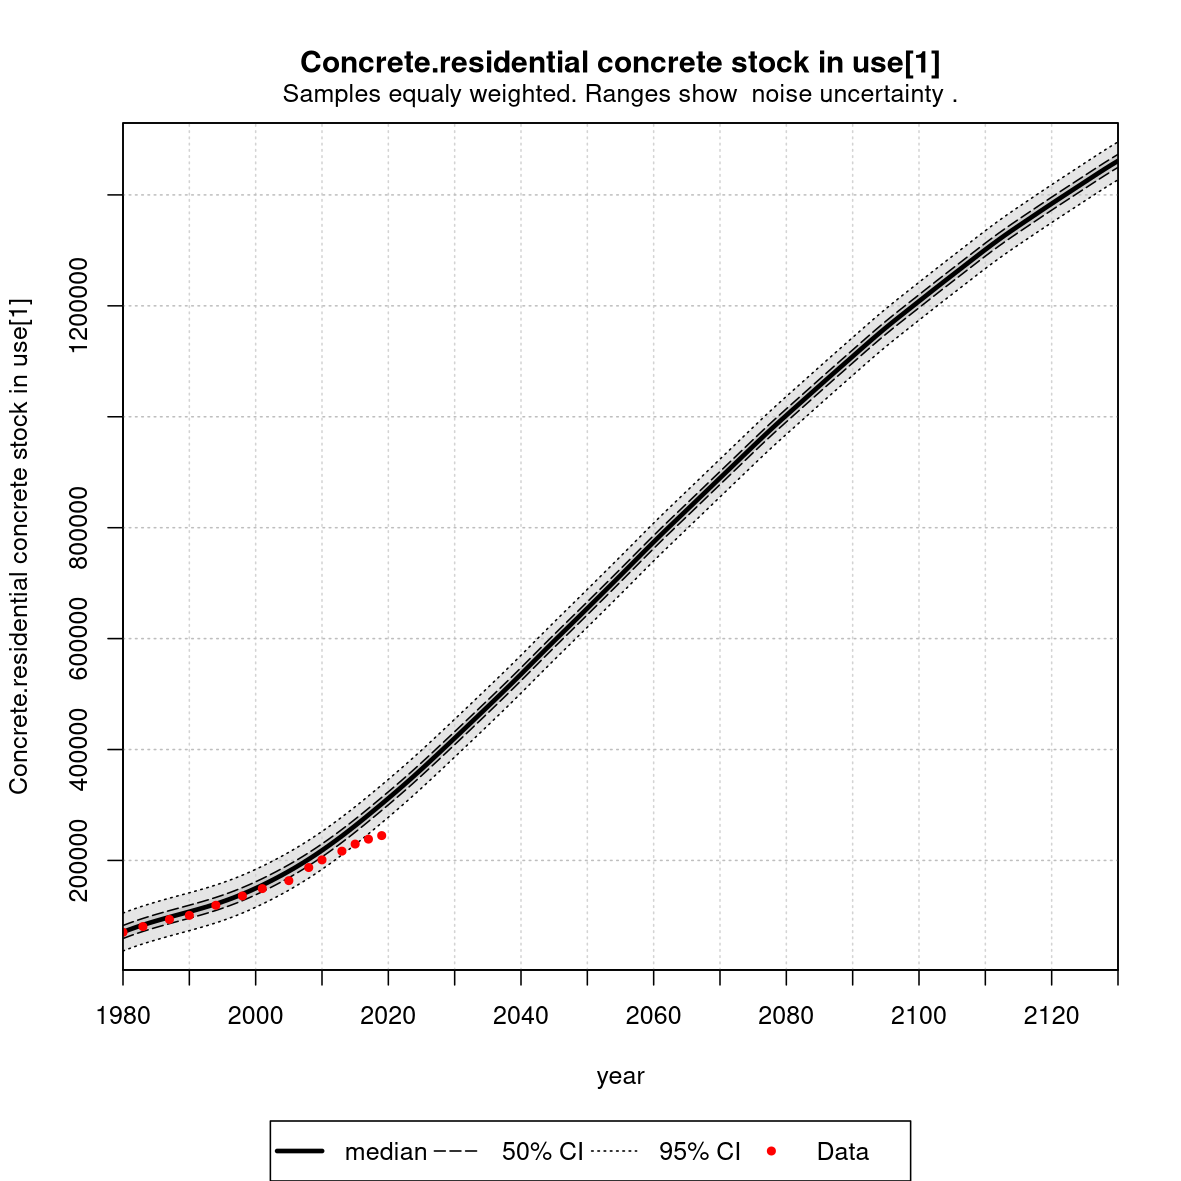 Concrete.residential concrete stock in use[1]
Samples equaly weighted. Ranges show  noise uncertainty .
Concrete.residential concrete stock in use[1]
1200000
800000
600000
400000
200000
1980 2000 2020 2040 2060 2080 2100 2120
year
median 50% CI 95% CI Data